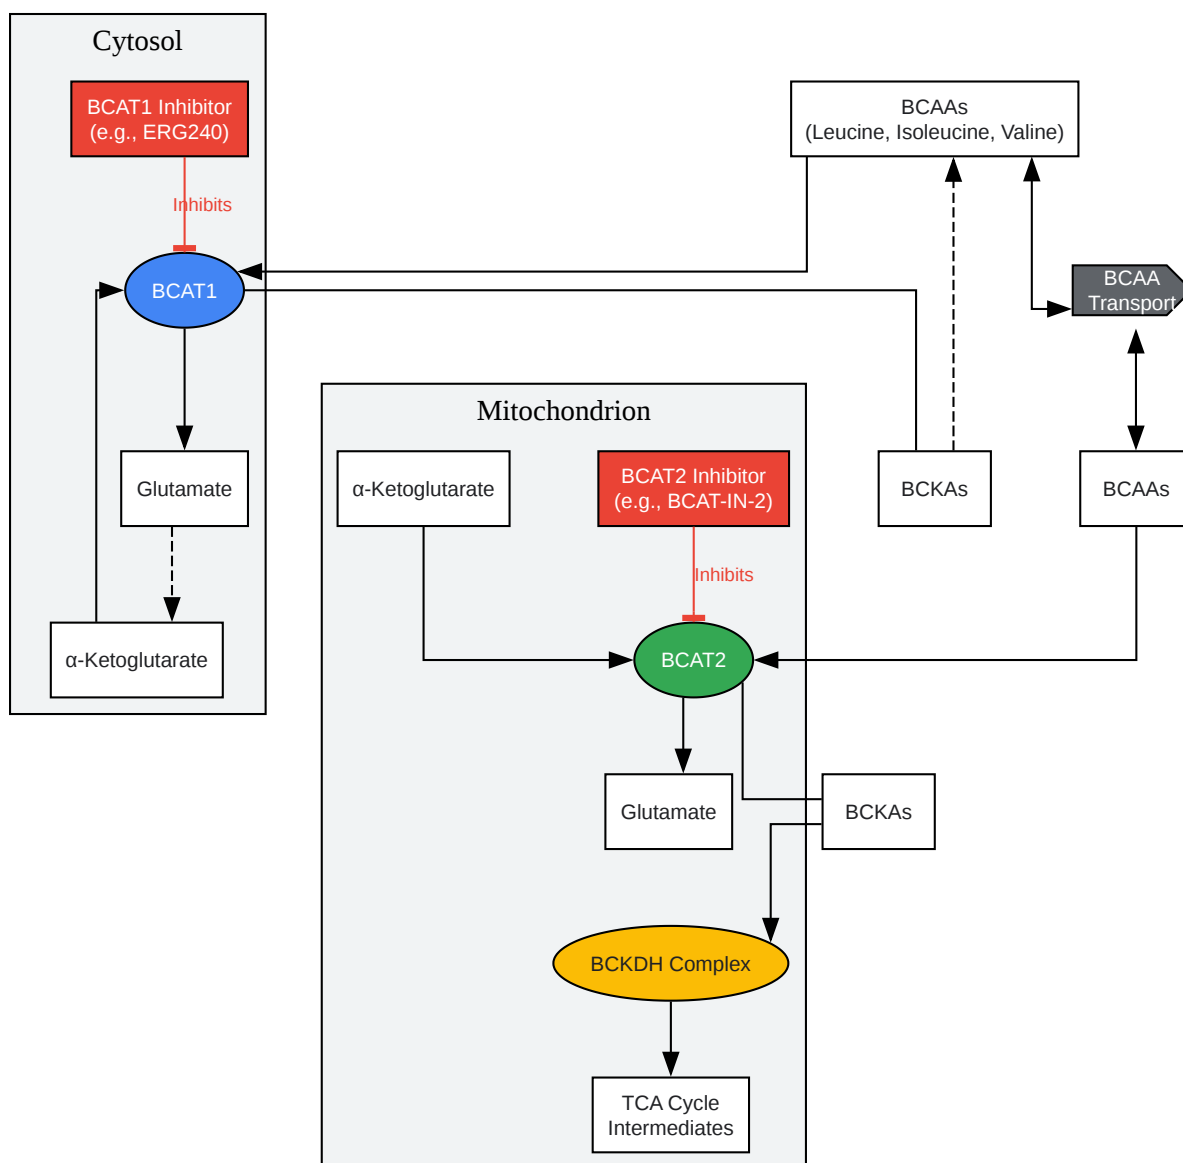 Cytosol
BCAT1 Inhibitor
(e.g., ERG240)
BCAAs
(Leucine, Isoleucine, Valine)
Inhibits
BCAT1
BCAA
Transport
Mitochondrion
Glutamate
α-Ketoglutarate
BCAT2 Inhibitor
(e.g., BCAT-IN-2)
BCKAs
BCAAs
Inhibits
α-Ketoglutarate
BCAT2
Glutamate
BCKAs
BCKDH Complex
TCA Cycle
Intermediates